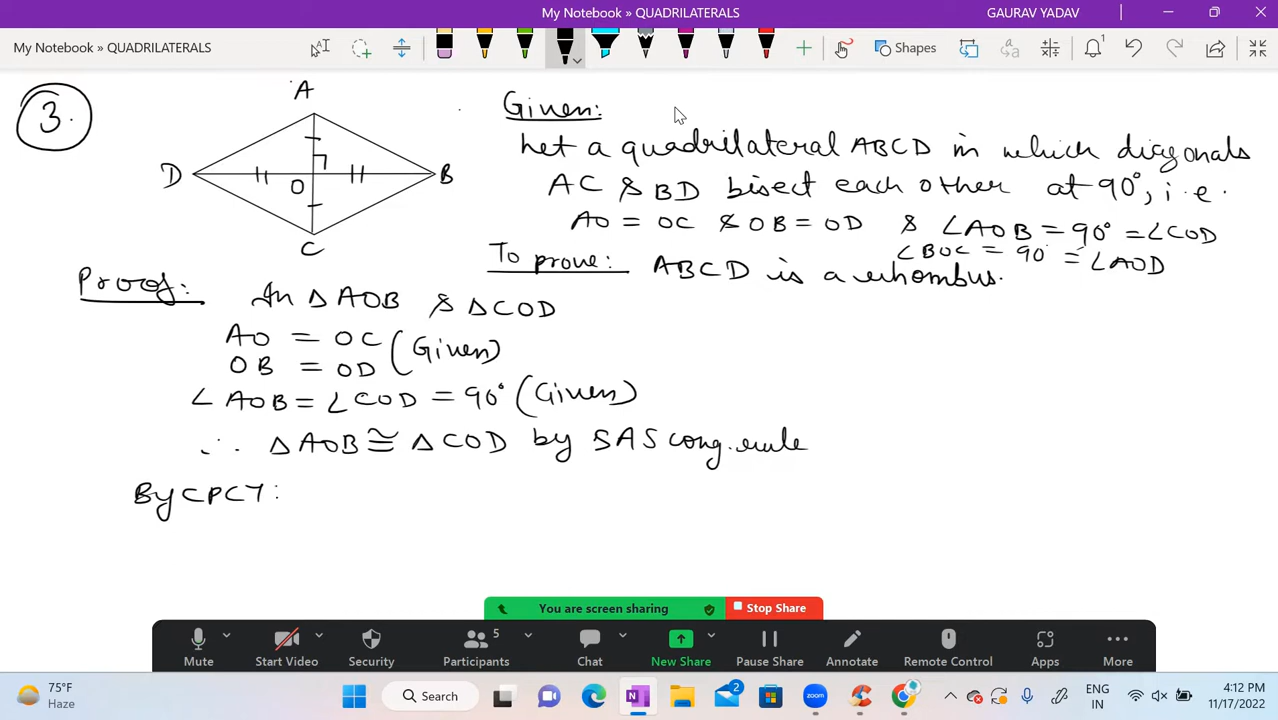 My Notebook » QUADRILATERALS
GAURAV YADAV
My Notebook » QUADRILATERALS
Shapes
3.
A
D
B
O
C
Given:
Let a quadrilateral ABCD in which diagonals
AC & BD bisect each other at 90°, i.e.
AO = OC & OB = OD & ∠AOB = 90° = ∠COD
∠BOC = 90° = ∠AOD
To prove: ABCD is a rhombus.
Proof: In ΔAOB & ΔCOD
AO = OC
OB = OD (Given)
∠AOB = ∠COD = 90° (Given)
∴ ΔAOB ≅ ΔCOD by SAS cong. rule
By CPCT:
You are screen sharing
Stop Share
5
Mute
Start Video
Security
Participants
Chat
New Share
Pause Share
Annotate
Remote Control
Apps
More
75°F
Haze
Search
2
ENG
IN
4:12 PM
11/17/2022